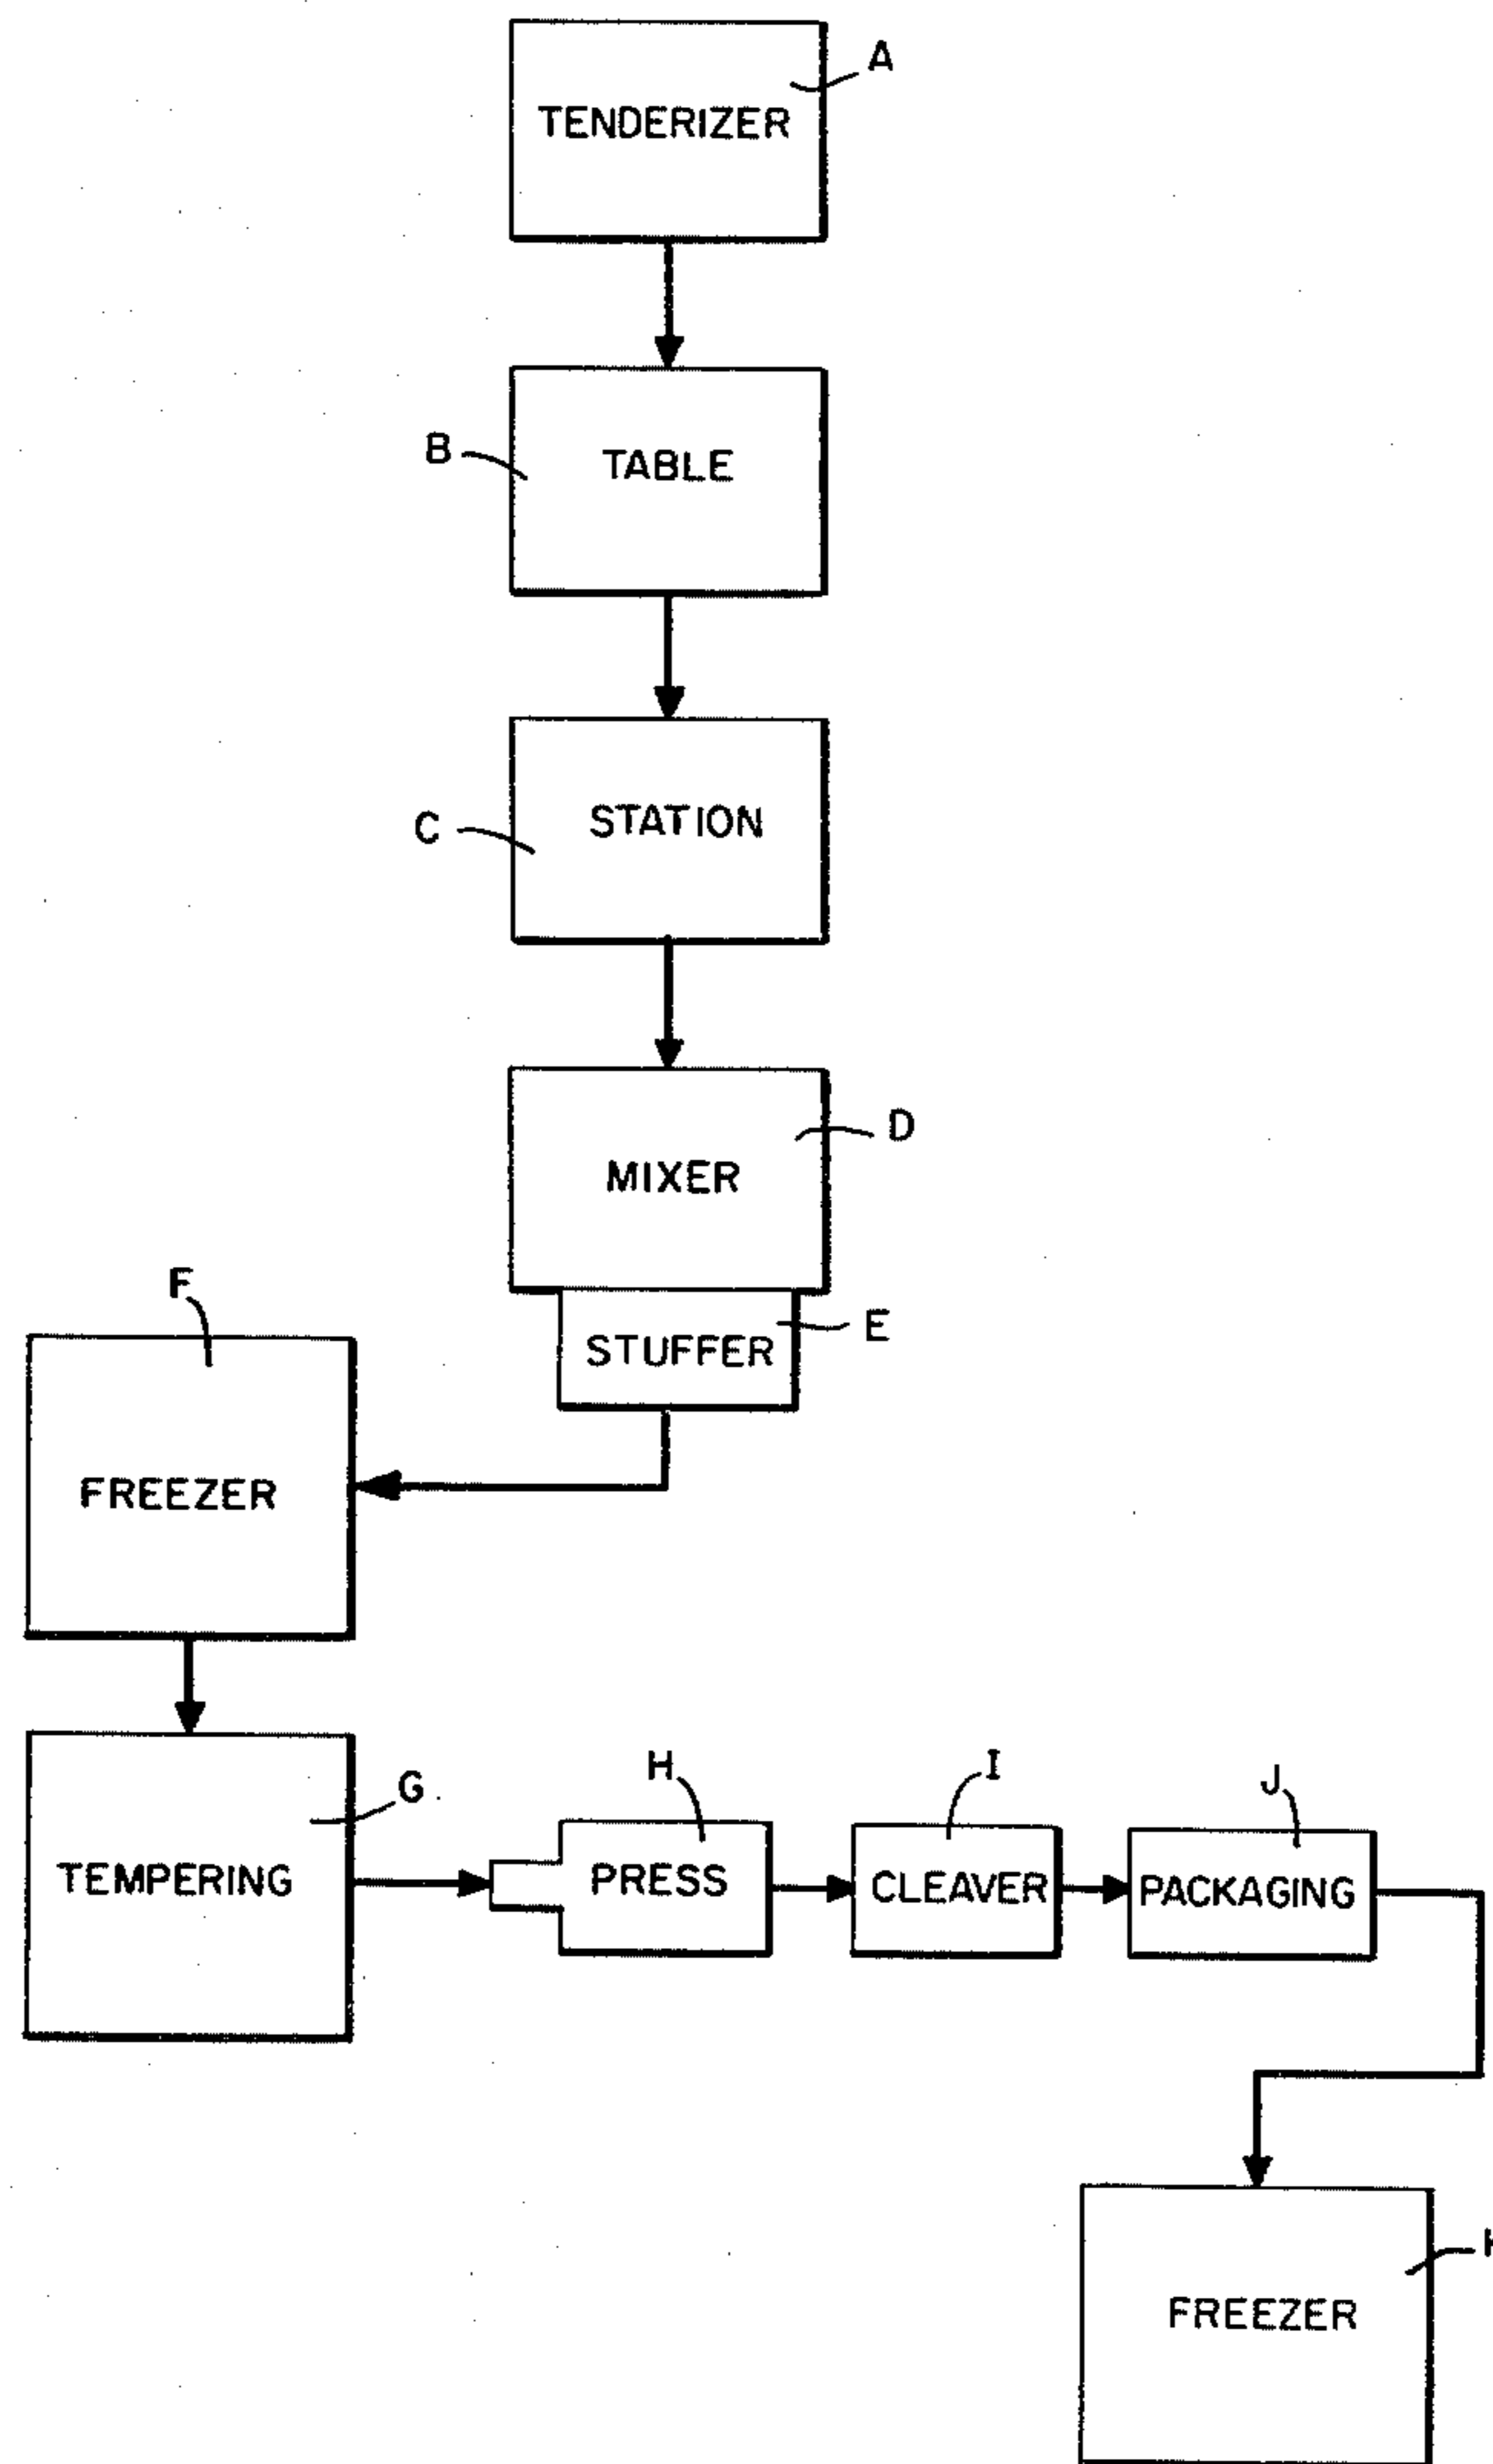 A
TENDERIZER
B
TABLE
C
STATION
D
MIXER
E
STUFFER
F
FREEZER
G
TEMPERING
H
PRESS
I
CLEAVER
J
PACKAGING
FREEZER